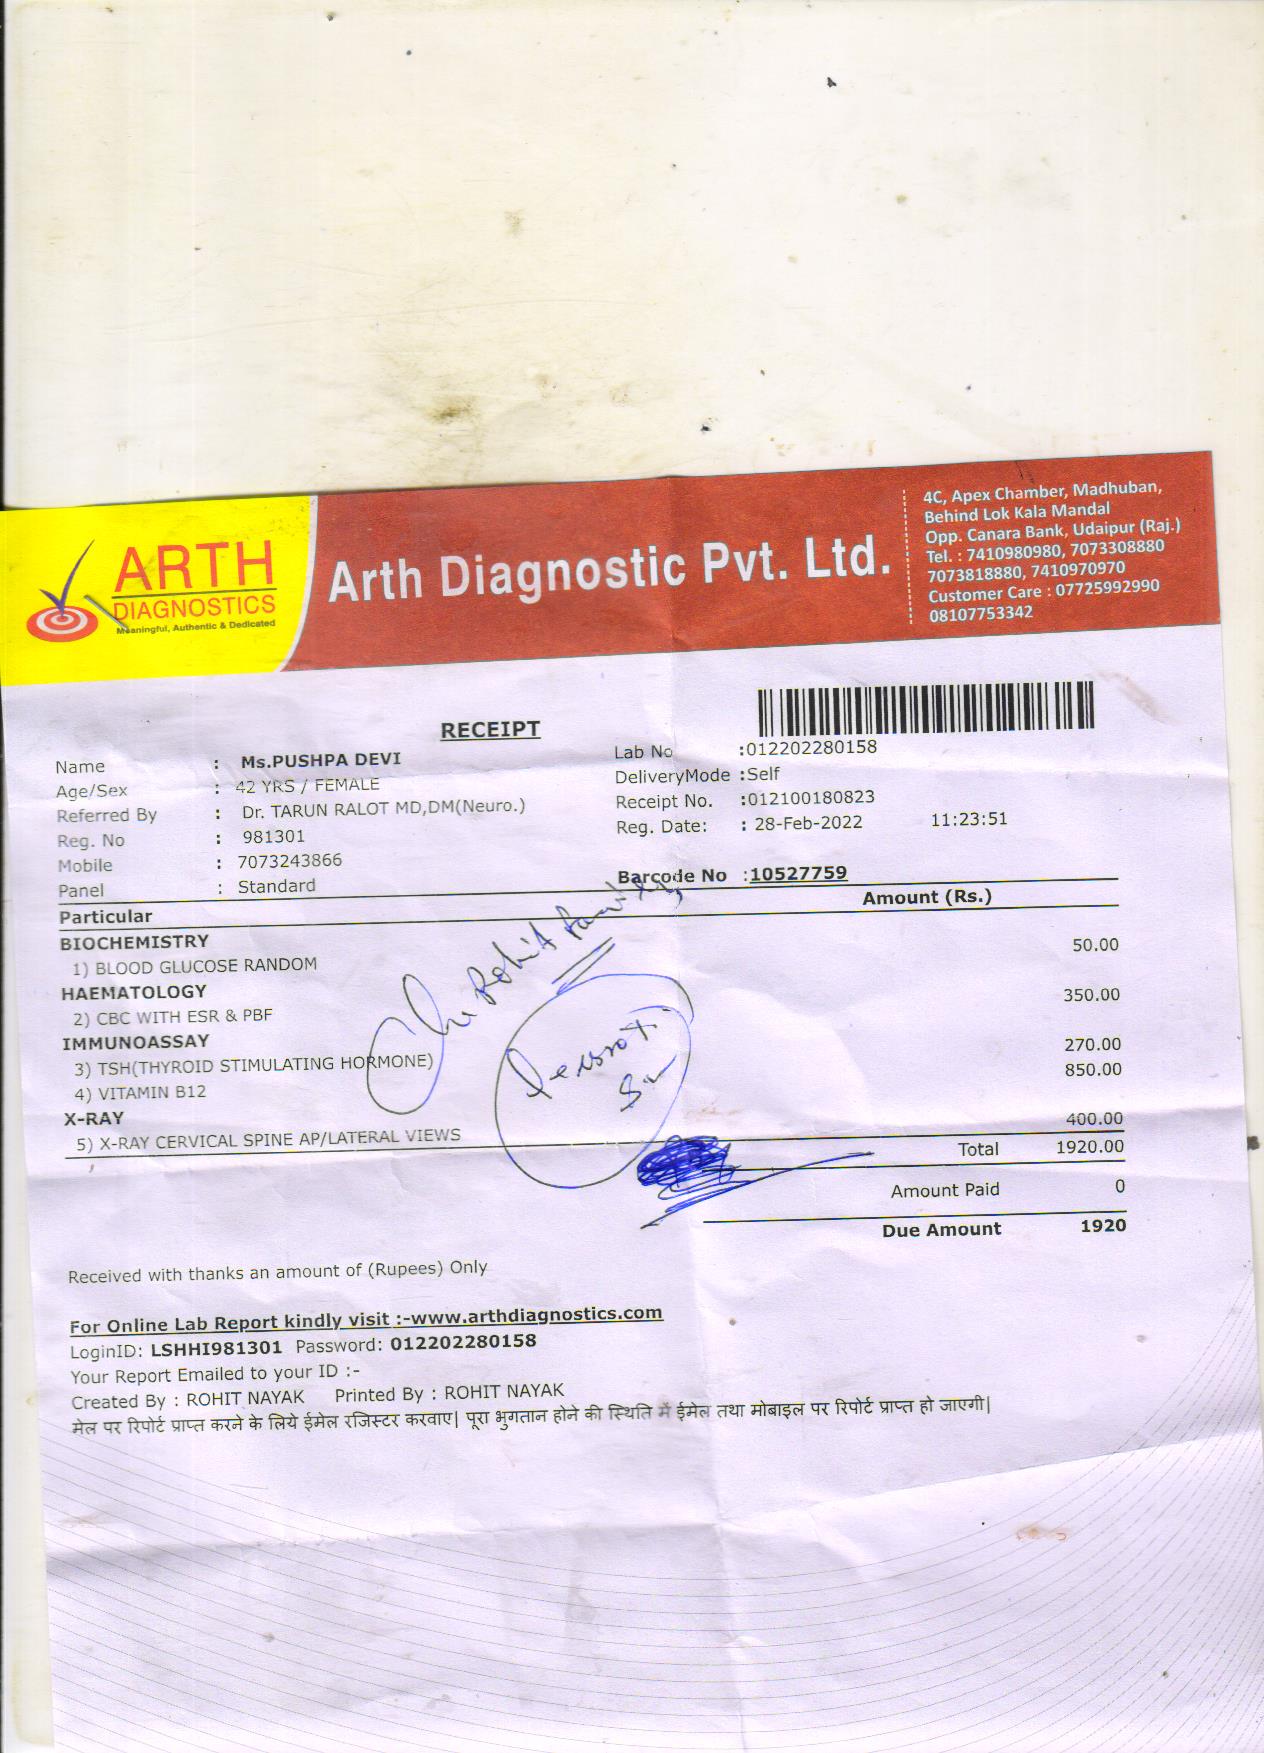 ARTH
DIAGNOSTICS
Meaningful, Authentic & Dedicated
Arth Diagnostic Pvt. Ltd.
4C, Apex Chamber, Madhuban,
Behind Lok Kala Mandal
Opp. Canara Bank, Udaipur (Raj.)
Tel. : 7410980980, 7073308880
7073818880, 7410970970
Customer Care : 07725992990
08107753342
RECEIPT
Name : Ms.PUSHPA DEVI Lab No :012202280158
Age/Sex : 42 YRS / FEMALE DeliveryMode :Self
Referred By : Dr. TARUN RALOT MD,DM(Neuro.) Receipt No. :012100180823
Reg. No : 981301 Reg. Date: : 28-Feb-2022 11:23:51
Mobile : 7073243866
Panel : Standard Barcode No :10527759
Particular Amount (Rs.)
BIOCHEMISTRY
1) BLOOD GLUCOSE RANDOM 50.00
HAEMATOLOGY
2) CBC WITH ESR & PBF 350.00
IMMUNOASSAY
3) TSH(THYROID STIMULATING HORMONE) 270.00
4) VITAMIN B12 850.00
X-RAY
5) X-RAY CERVICAL SPINE AP/LATERAL VIEWS 400.00
Rohit
Total 1920.00
Amount Paid 0
Due Amount 1920
Received with thanks an amount of (Rupees) Only
For Online Lab Report kindly visit :-www.arthdiagnostics.com
LoginID: LSHHI981301 Password: 012202280158
Your Report Emailed to your ID :-
Created By : ROHIT NAYAK Printed By : ROHIT NAYAK
मेल पर रिपोर्ट प्राप्त करने के लिये ईमेल रजिस्टर करवाए| पूरा भुगतान होने की स्थिति में ईमेल तथा मोबाइल पर रिपोर्ट प्राप्त हो जाएगी|